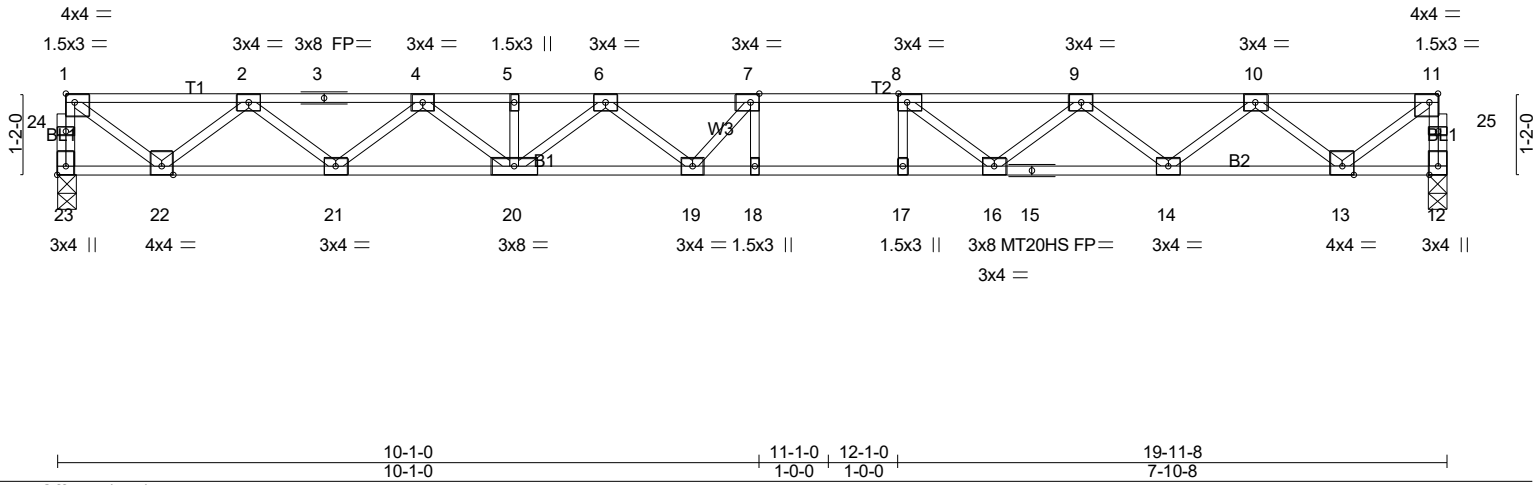 4x4 = 4x4 =
1.5x3 = 3x4 = 3x8 FP= 3x4 = 1.5x3 || 3x4 = 3x4 = 3x4 = 3x4 = 3x4 = 1.5x3 =
1 2 3 4 5 6 7 8 9 10 11
T1 T2
1-2-0 24 BL1 W3 BL1 25 1-2-0
B1 B2
23 22 21 20 19 18 17 16 15 14 13 12
3x4 || 4x4 = 3x4 = 3x8 = 3x4 = 1.5x3 || 1.5x3 || 3x8 MT20HS FP= 3x4 = 4x4 = 3x4 ||
3x4 =
10-1-0 11-1-0 12-1-0 19-11-8
10-1-0 1-0-0 1-0-0 7-10-8